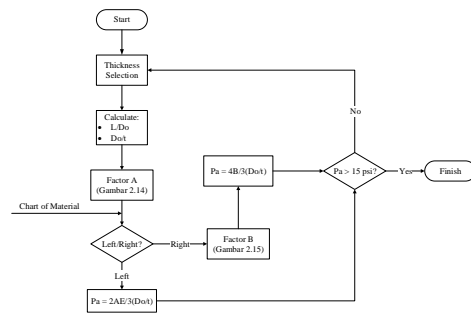 Start
Thickness
Selection
Calculate:
• L/Do
• Do/t
Factor A
(Gambar 2.14)
Chart of Material
Left/Right?
Right
Left
Pa = 2AE/3(Do/t)
Factor B
(Gambar 2.15)
Pa = 4B/3(Do/t)
Pa > 15 psi?
No
Yes
Finish